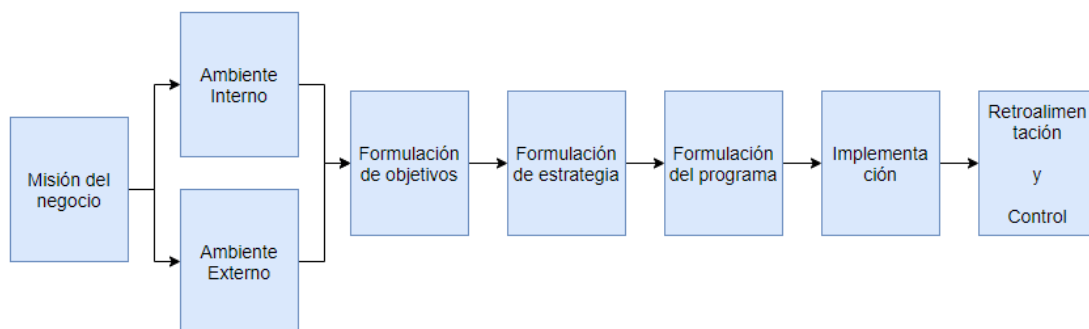 Misión del
negocio
Ambiente
Interno
Ambiente
Externo
Formulación
de objetivos
Formulación
de estrategia
Formulación
del programa
Implementa
ción
Retroalimen
tación
y
Control